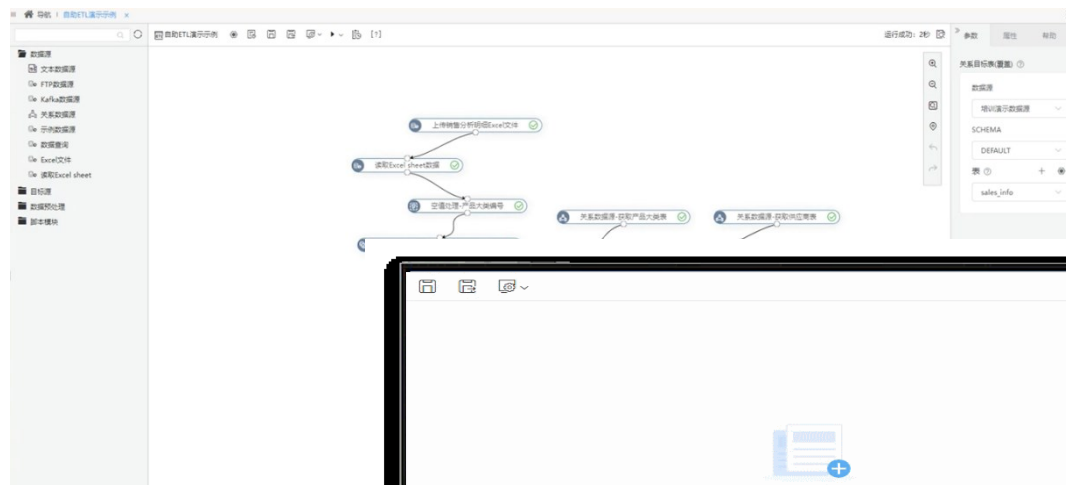 导航 | 自助ETL演示示例 ×
自助ETL演示示例
运行成功: 2秒
参数 属性 帮助
数据源
文本数据源
FTP数据源
Kafka数据源
关系数据源
示例数据源
数据查询
Excel文件
读取Excel sheet
目标源
数据预处理
脚本模块
上传销售分析明细Excel文件
读取Excel sheet数据
空值处理-产品大类编号
关系数据源-获取产品大类表
关系数据源-获取供应商表
关系目标表(覆盖)
数据源
培训演示数据源
SCHEMA
DEFAULT
表
sales_info